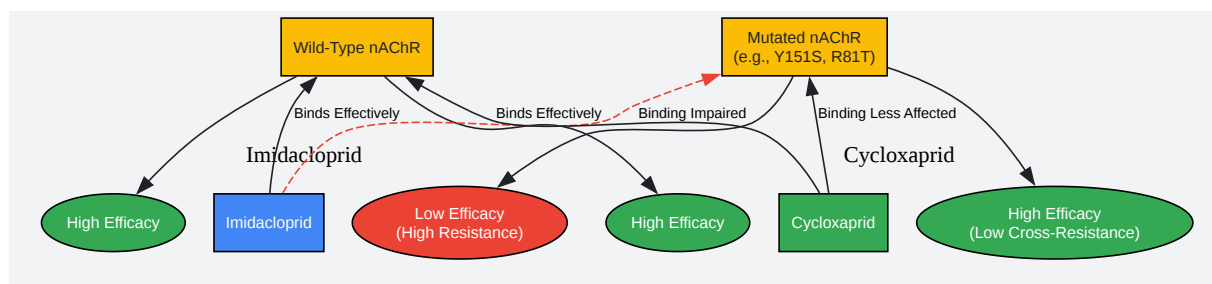 Wild-Type nAChR
Mutated nAChR
(e.g., Y151S, R81T)
Binds Effectively
Binds Effectively
Binding Impaired
Binding Less Affected
Imidacloprid
Cycloxaprid
High Efficacy
Imidacloprid
Low Efficacy
(High Resistance)
High Efficacy
Cycloxaprid
High Efficacy
(Low Cross-Resistance)